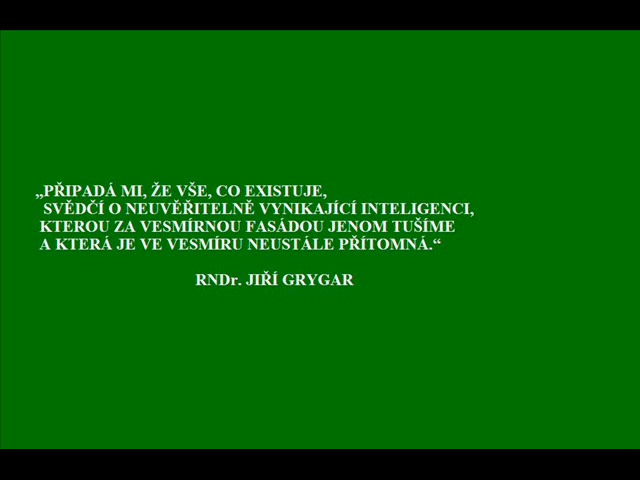 „PŘIPADÁ MI, ŽE VŠE, CO EXISTUJE,
SVĚDČÍ O NEUVĚŘITELNĚ VYNIKAJÍCÍ INTELIGENCI,
KTEROU ZA VESMÍRNOU FASÁDOU JENOM TUŠÍME
A KTERÁ JE VE VESMÍRU NEUSTÁLE PŘÍTOMNÁ.“
RNDr. JIŘÍ GRYGAR